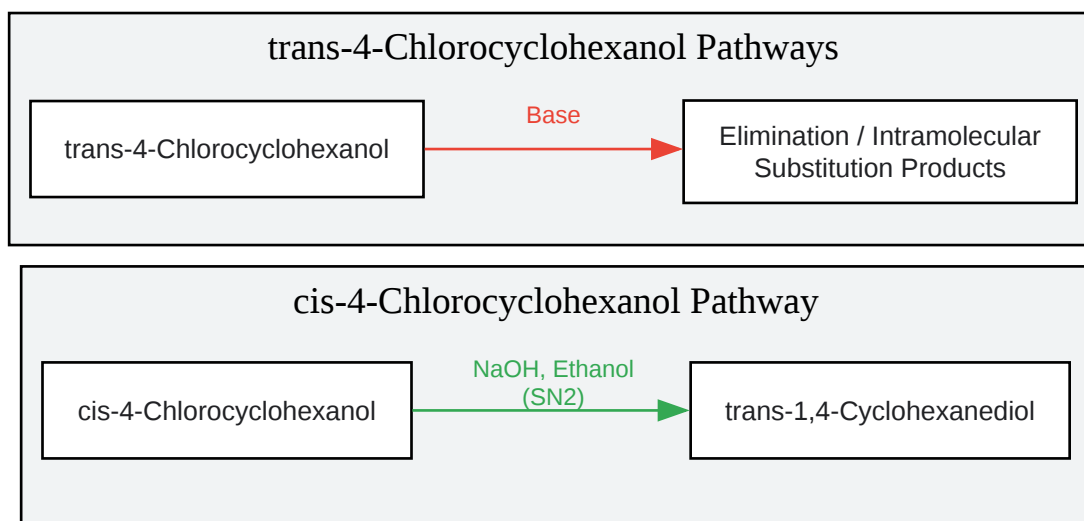 trans-4-Chlorocyclohexanol Pathways
trans-4-Chlorocyclohexanol
Base
Elimination / Intramolecular
Substitution Products
cis-4-Chlorocyclohexanol Pathway
cis-4-Chlorocyclohexanol
NaOH, Ethanol
(SN2)
trans-1,4-Cyclohexanediol